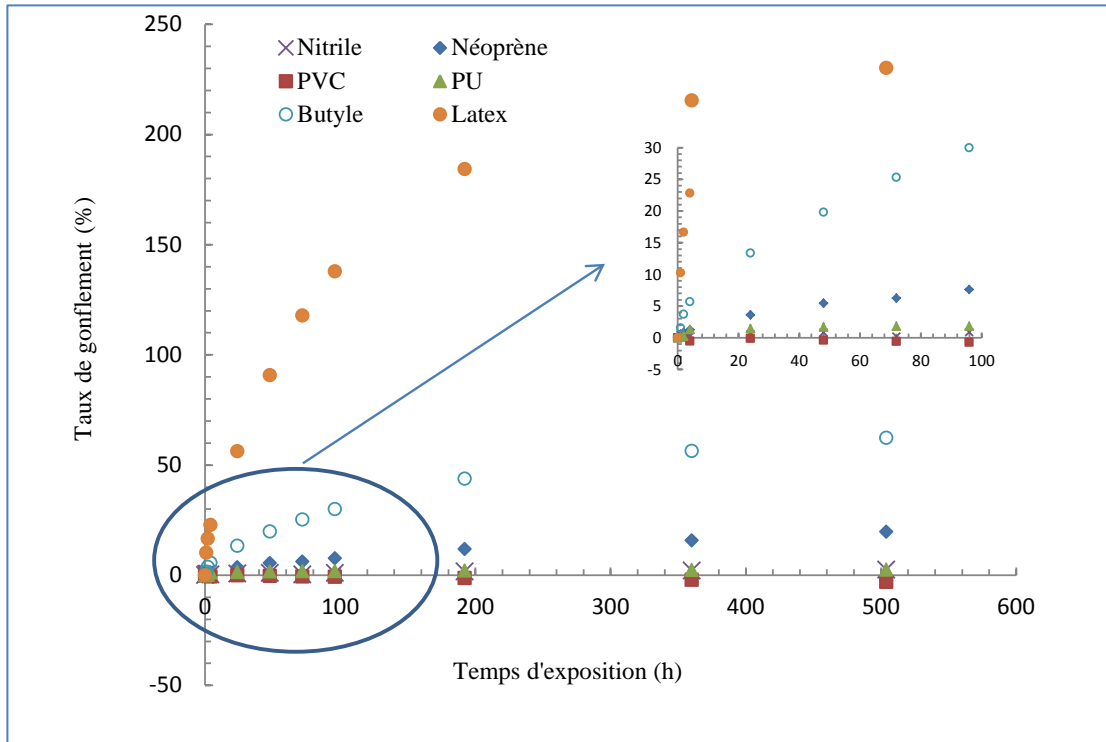 250
200
150
100
50
0
-50
Taux de gonflement (%)
Nitrile
Néoprène
PVC
PU
Butyle
Latex
30
25
20
15
10
5
0
-5
0 20 40 60 80 100
0 100 200 300 400 500 600
Temps d'exposition (h)